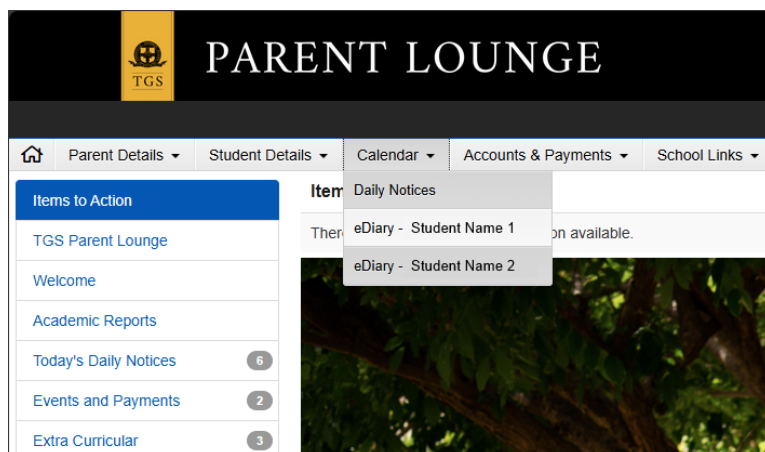 TGS
PARENT LOUNGE
Parent Details
Student Details
Calendar
Accounts & Payments
School Links
Items to Action
TGS Parent Lounge
Welcome
Academic Reports
Today's Daily Notices 6
Events and Payments 2
Extra Curricular 3
Daily Notices
eDiary - Student Name 1
eDiary - Student Name 2
Item
Ther
on available.